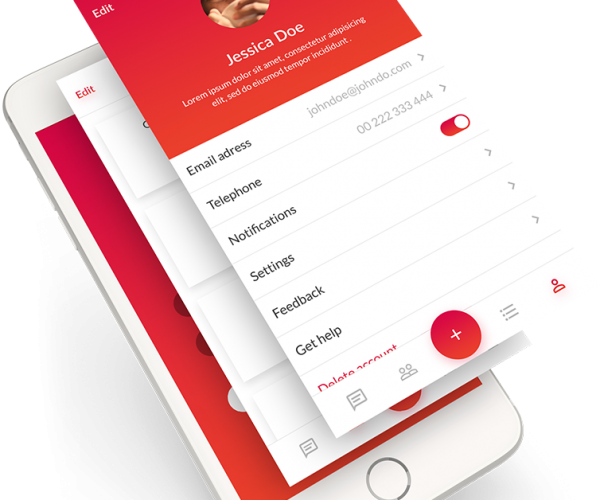 Edit
Jessica Doe
Lorem ipsum dolor sit amet, consectetur adipisicing
elit, sed do eiusmod tempor incididunt .
Edit
Email adress
johndoe@johndo.com
Telephone
00 222 333 444
Notifications
Settings
Feedback
Get help
Delete account